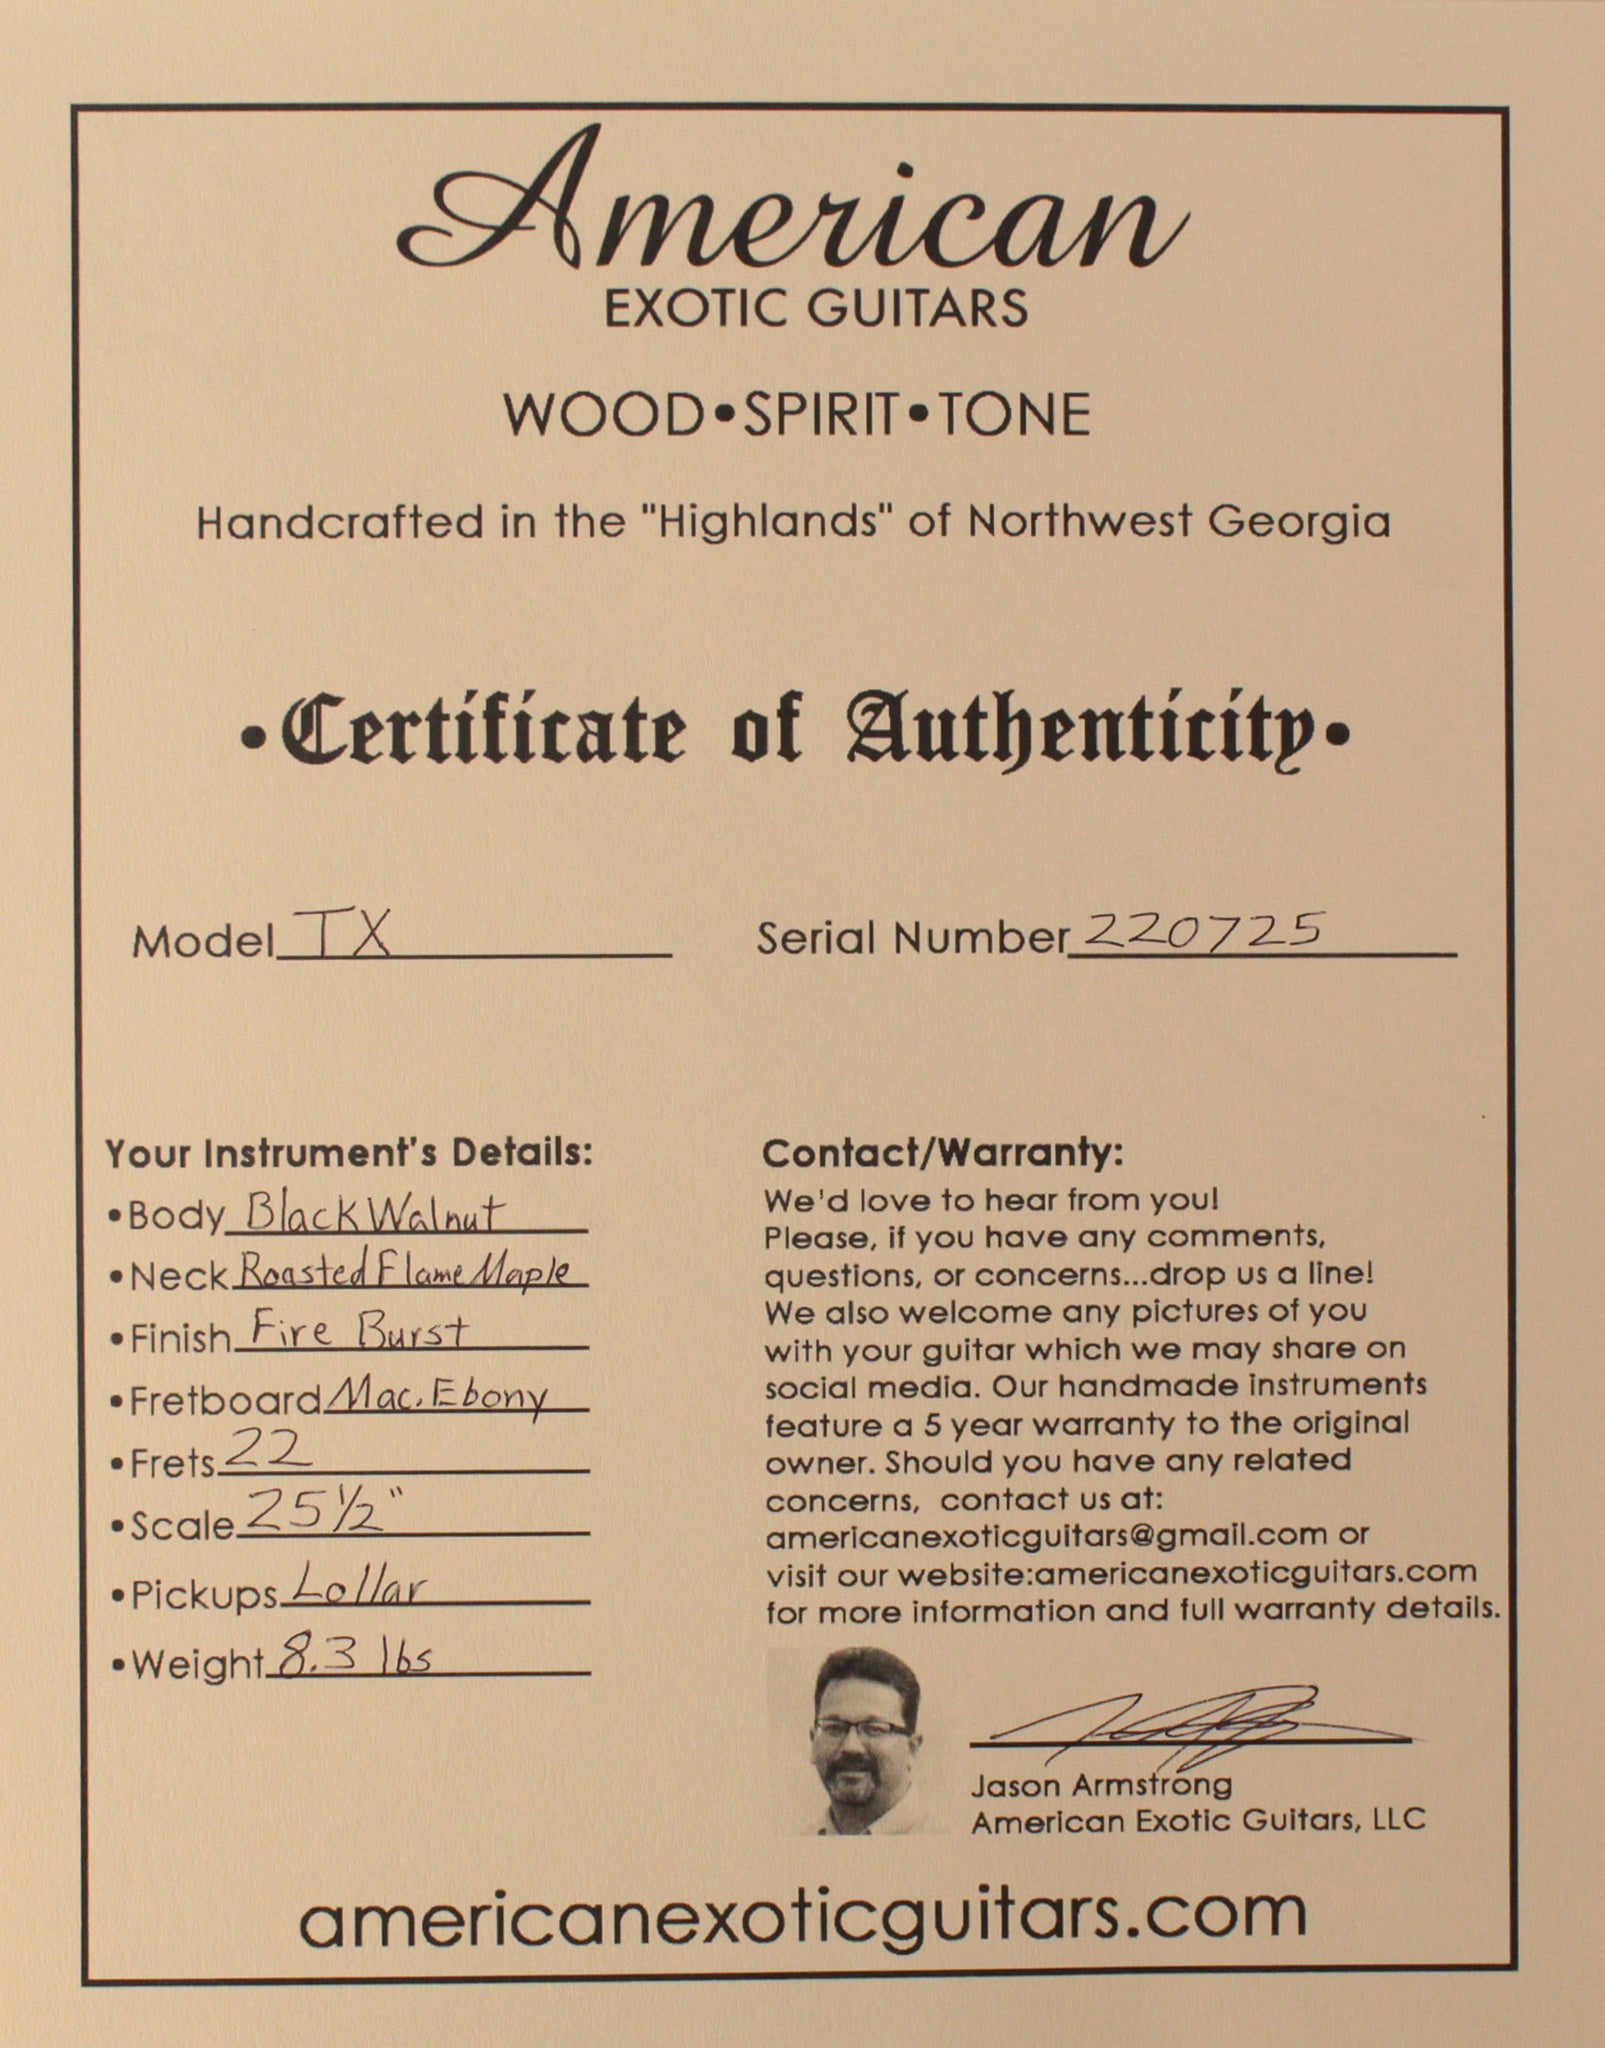 American
EXOTIC GUITARS
WOOD•SPIRIT•TONE
Handcrafted in the "Highlands" of Northwest Georgia
•Certificate of Authenticity•
Model TX
Serial Number 220725
Your Instrument's Details:
•Body Black Walnut
•Neck Roasted Flame Maple
•Finish Fire Burst
•Fretboard Mac. Ebony
•Frets 22
•Scale 25 1/2"
•Pickups Lollar
•Weight 8.3 lbs
Contact/Warranty:
We'd love to hear from you!
Please, if you have any comments,
questions, or concerns...drop us a line!
We also welcome any pictures of you
with your guitar which we may share on
social media. Our handmade instruments
feature a 5 year warranty to the original
owner. Should you have any related
concerns, contact us at:
americanexoticguitars@gmail.com or
visit our website:americanexoticguitars.com
for more information and full warranty details.
Jason Armstrong
American Exotic Guitars, LLC
americanexoticguitars.com